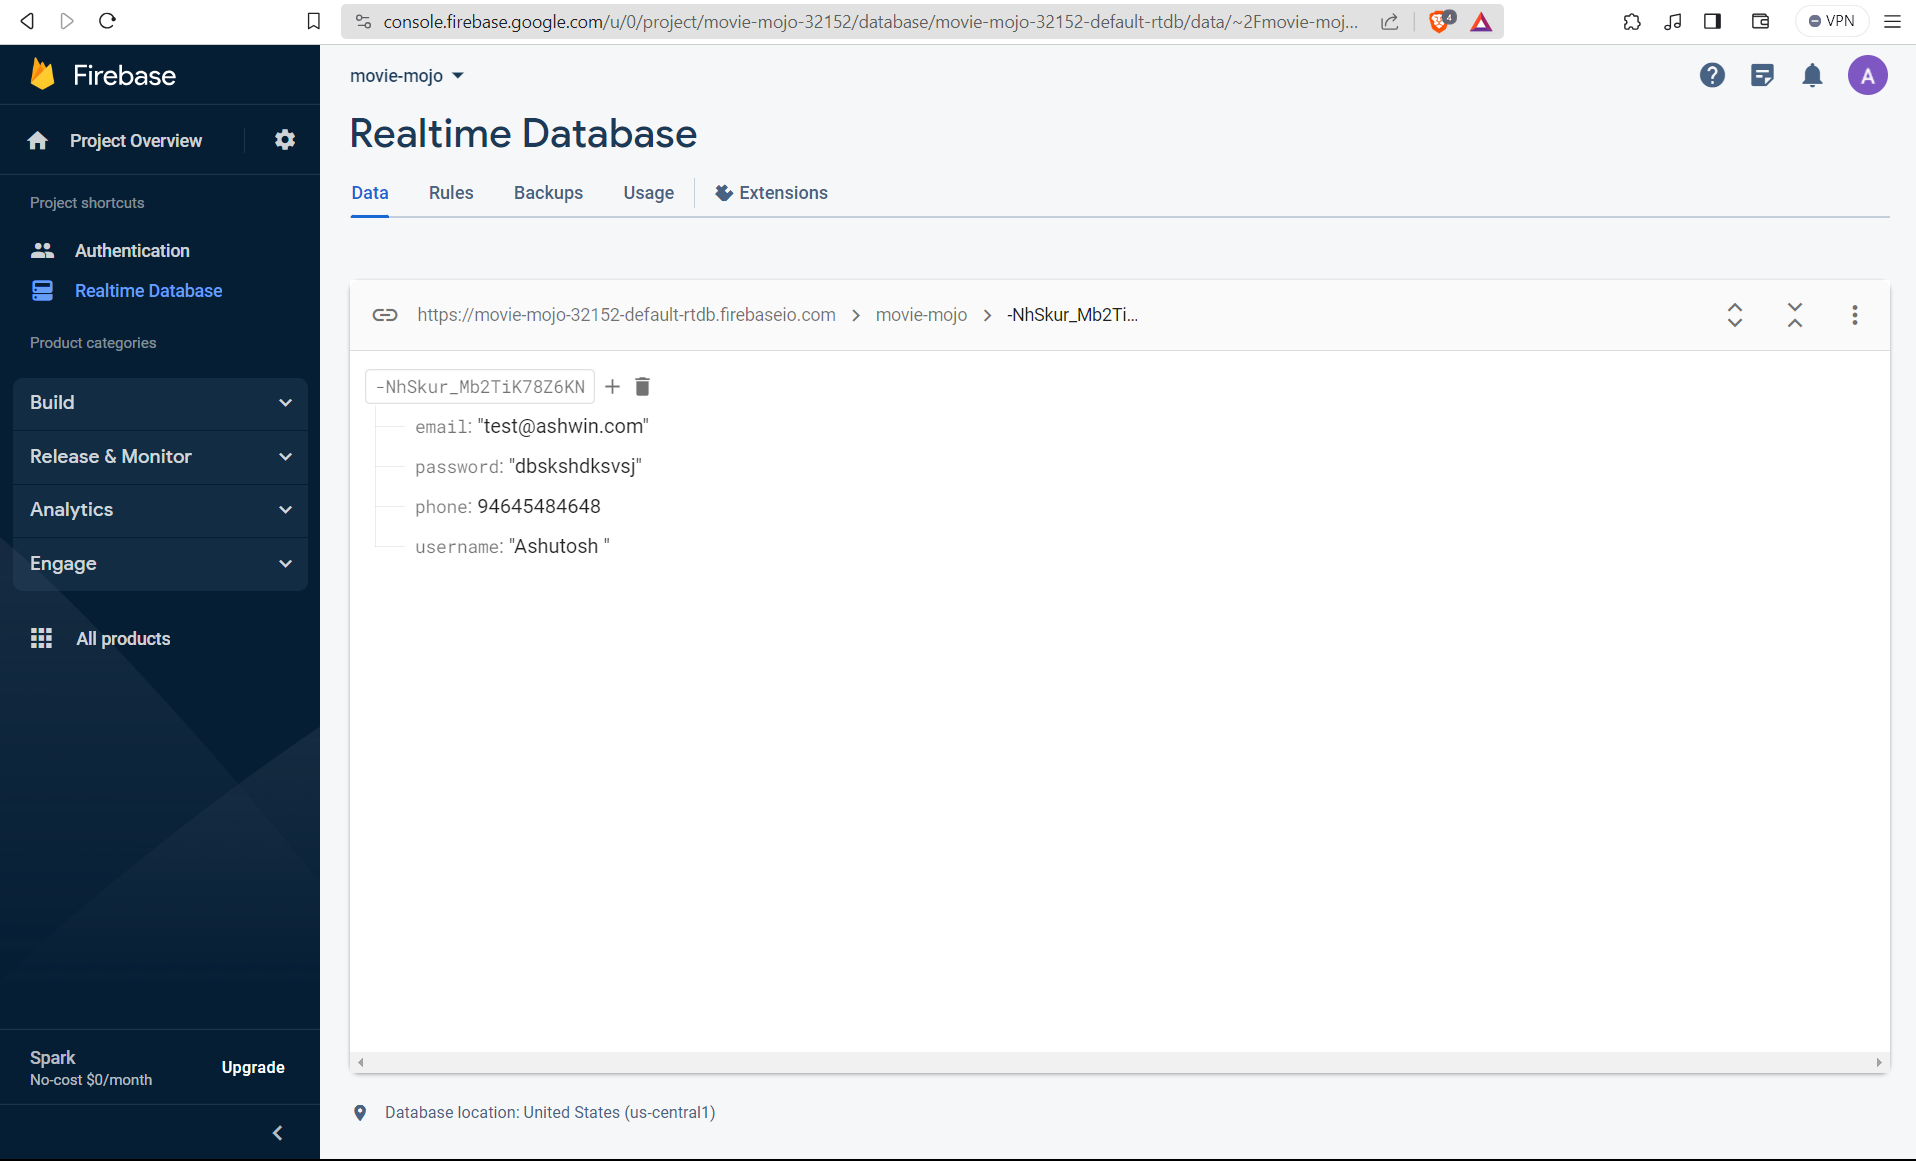 console.firebase.google.com/u/0/project/movie-mojo-32152/database/movie-mojo-32152-default-rtdb/data/~2Fmovie-moj...
4
VPN
Firebase
movie-mojo
A
Project Overview
Realtime Database
Data Rules Backups Usage Extensions
Project shortcuts
Authentication
Realtime Database
Product categories
Build
Release & Monitor
Analytics
Engage
All products
https://movie-mojo-32152-default-rtdb.firebaseio.com > movie-mojo > -NhSkur_Mb2Ti...
-NhSkur_Mb2TiK78Z6KN
email: "test@ashwin.com"
password: "dbskshdksvsj"
phone: 94645484648
username: "Ashutosh "
Spark
No-cost $0/month
Upgrade
Database location: United States (us-central1)